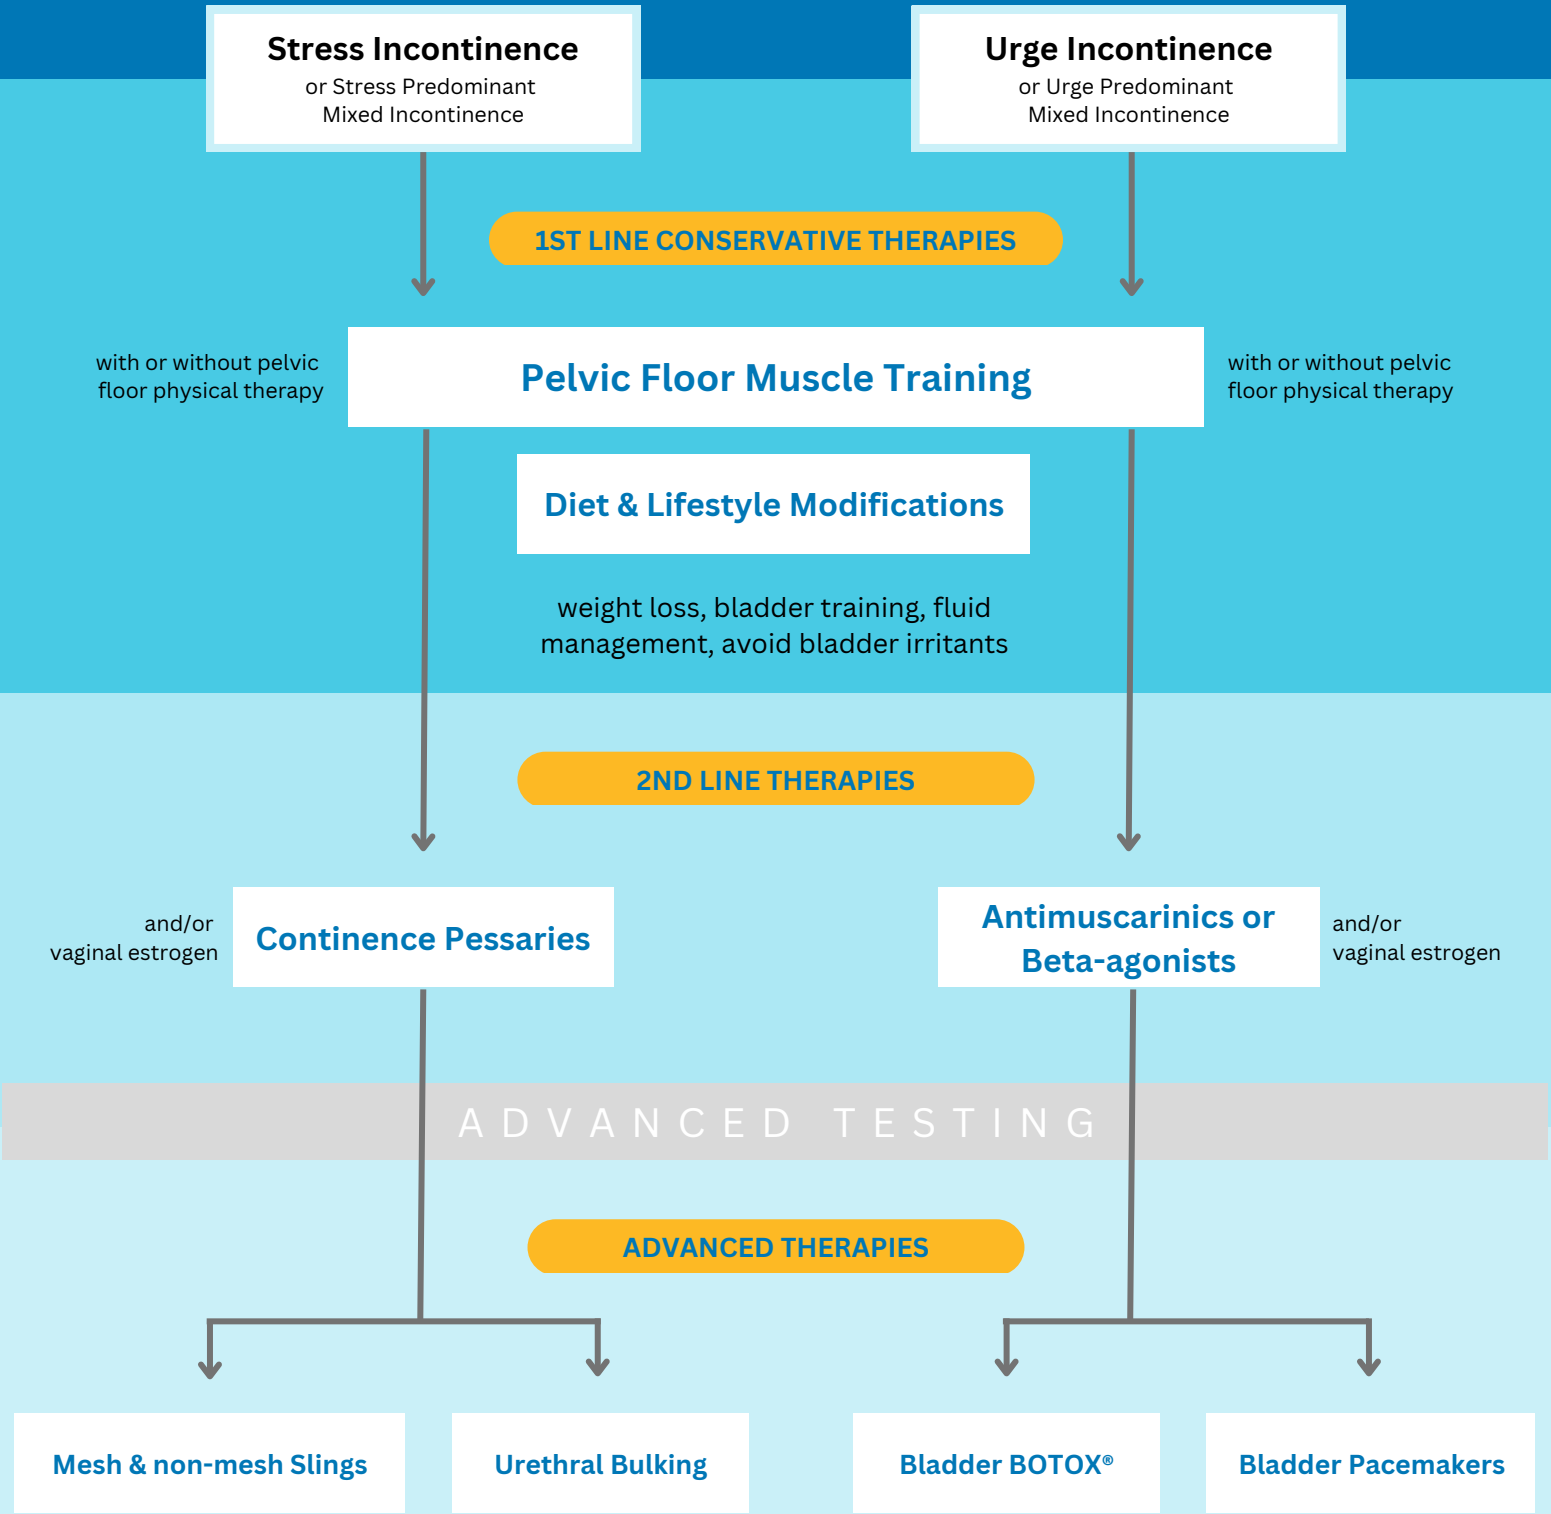 Stress Incontinence
or Stress Predominant
Mixed Incontinence
Urge Incontinence
or Urge Predominant
Mixed Incontinence
1ST LINE CONSERVATIVE THERAPIES
with or without pelvic
floor physical therapy
Pelvic Floor Muscle Training
with or without pelvic
floor physical therapy
Diet & Lifestyle Modifications
weight loss, bladder training, fluid
management, avoid bladder irritants
2ND LINE THERAPIES
and/or
vaginal estrogen
Continence Pessaries
Antimuscarinics or
Beta-agonists
and/or
vaginal estrogen
ADVANCED TESTING
ADVANCED THERAPIES
Mesh & non-mesh Slings
Urethral Bulking
Bladder BOTOX®
Bladder Pacemakers